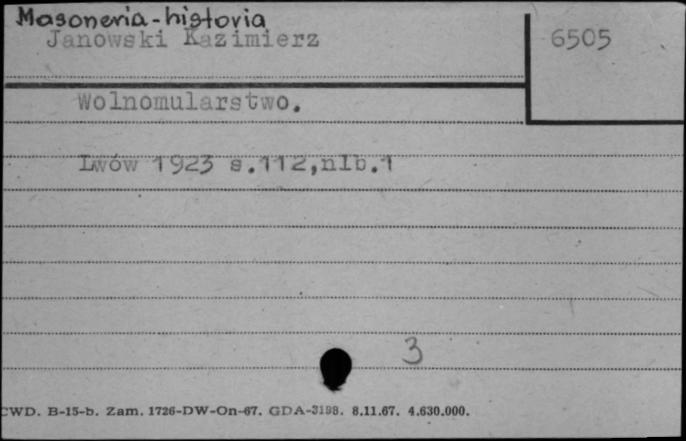 Masoneria-historia
Janowski Kazimierz
6505
Wolnomularstwo.
Lwów 1923 s.112,nlb.1
3
CWD. B-15-b. Zam. 1726-DW-On-67. GDA-3198. 8.11.67. 4.630.000.